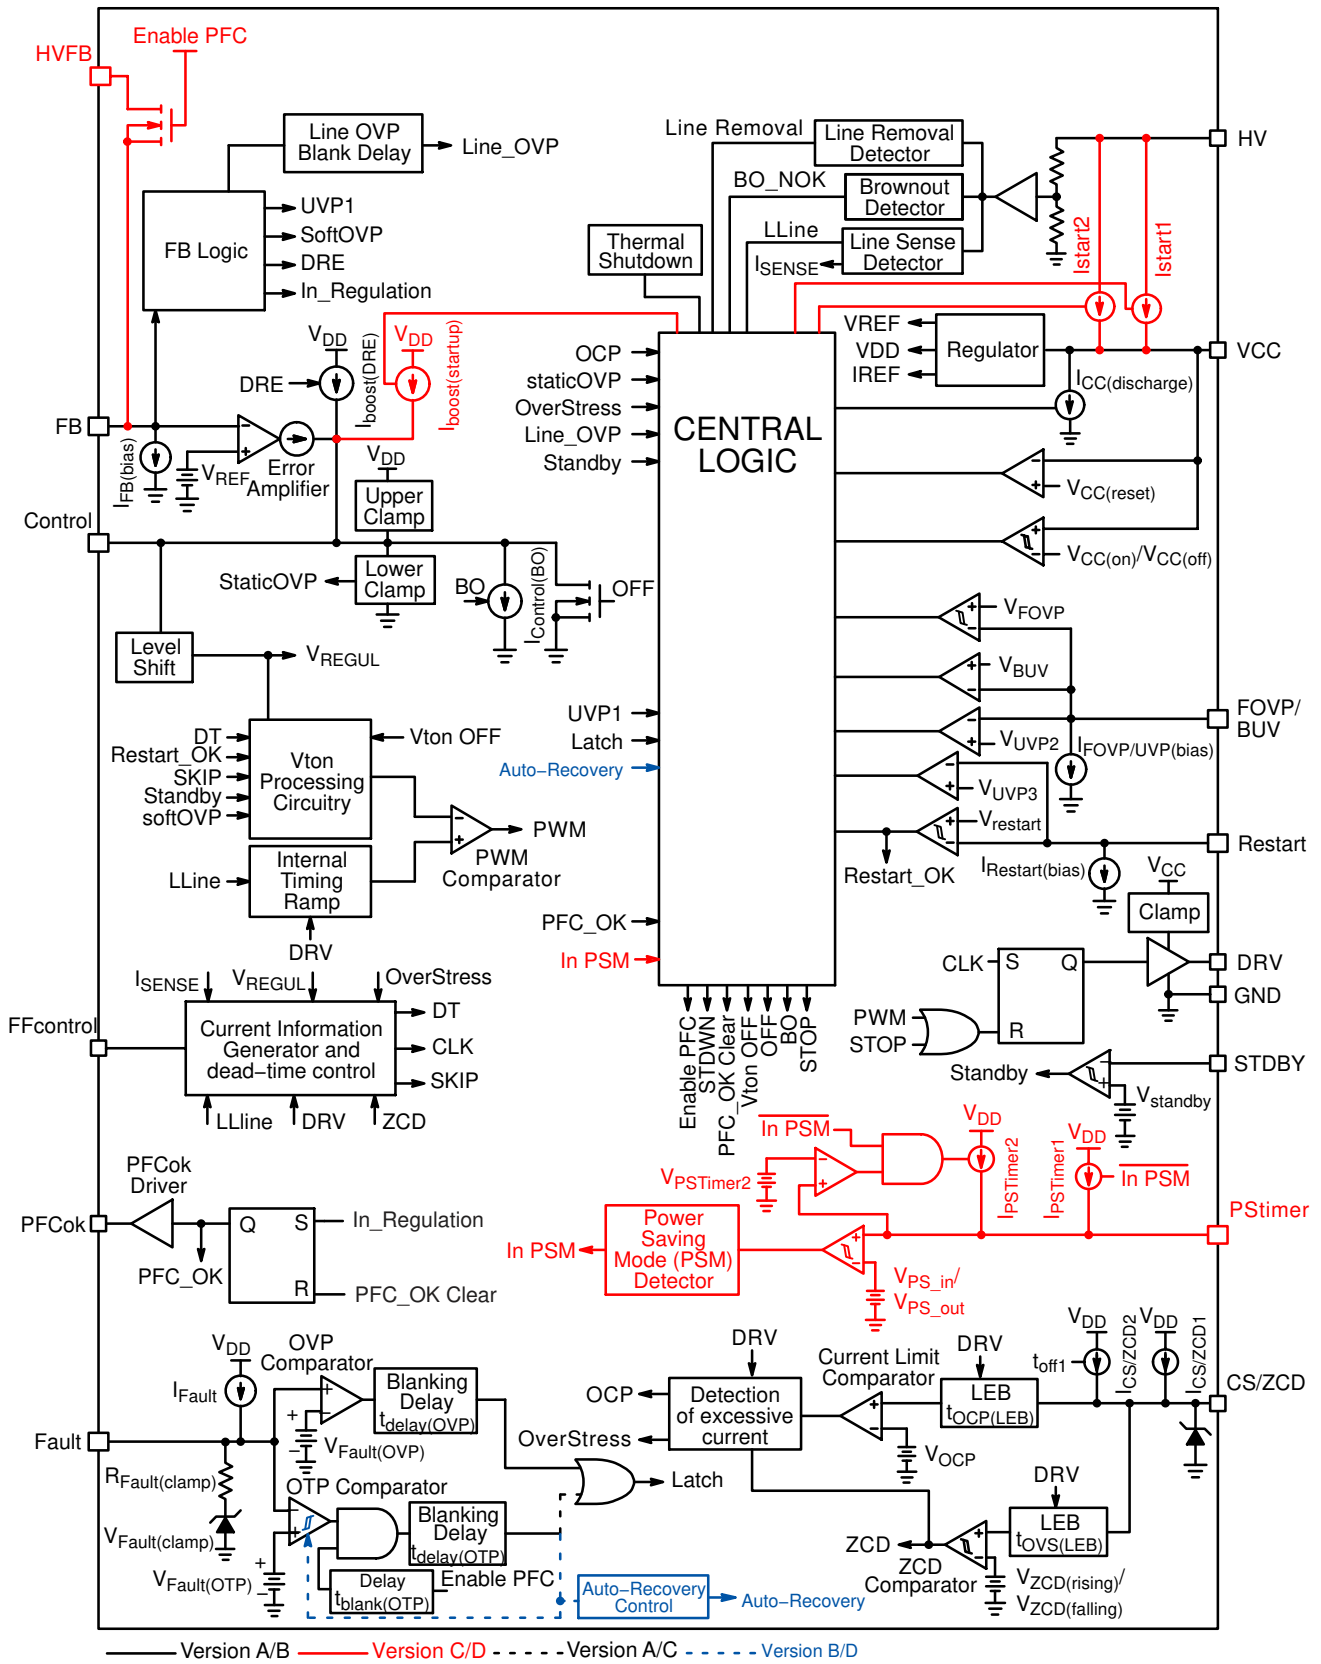 HVFB
Enable PFC
Line OVP
Blank Delay
Line_OVP
FB Logic
UVP1
SoftOVP
DRE
In_Regulation
Line Removal
Line Removal
Detector
BO_NOK
Brownout
Detector
LLine
Line Sense
Detector
ISENSE
Thermal
Shutdown
HV
Istart2
Istart1
VREF
VDD
IREF
Regulator
VCC
ICC(discharge)
VDD
DRE
Iboost(DRE)
VDD
Iboost(startup)
OCP
staticOVP
OverStress
Line_OVP
Standby
CENTRAL
LOGIC
FB
IFB(bias)
VREF
Error
Amplifier
VDD
Upper
Clamp
VCC(reset)
VCC(on)/VCC(off)
Control
StaticOVP
Lower
Clamp
BO
IControl(BO)
OFF
Level
Shift
VREGUL
VFOVP
VBUV
VUVP2
FOVP/
BUV
IFOVP/UVP(bias)
DT
Restart_OK
SKIP
Standby
softOVP
Vton
Processing
Circuitry
Vton OFF
UVP1
Latch
Auto-Recovery
VUVP3
Vrestart
Restart
Restart_OK
IRestart(bias)
PWM
PWM
Comparator
LLine
Internal
Timing
Ramp
DRV
PFC_OK
In PSM
VCC
Clamp
CLK
S
Q
R
DRV
GND
PWM
STOP
ISENSE
VREGUL
OverStress
FFcontrol
Current Information
Generator and
dead-time control
DT
CLK
SKIP
LLline
DRV
ZCD
Enable PFC
STDWN
PFC_OK Clear
Vton OFF
OFF
BO
STOP
STDBY
Standby
Vstandby
In PSM
VDD
IPSTimer2
VDD
IPSTimer1
In PSM
VPSTimer2
PFCok
Driver
PFCok
PFC_OK
Q
S
R
In_Regulation
PFC_OK Clear
In PSM
Power
Saving
Mode (PSM)
Detector
VPS_in/
VPS_out
PStimer
VDD
IFault
OVP
Comparator
Blanking
Delay
tdelay(OVP)
+
VFault(OVP)
Fault
RFault(clamp)
VFault(clamp)
OTP Comparator
Blanking
Delay
tdelay(OTP)
+
VFault(OTP)
Delay
tblank(OTP)
Enable PFC
Latch
Auto-Recovery
Control
Auto-Recovery
DRV
OCP
OverStress
Detection
of excessive
current
Current Limit
Comparator
VOCP
DRV
LEB
tOCP(LEB)
VDD
toff1
ICS/ZCD2
VDD
ICS/ZCD1
CS/ZCD
DRV
LEB
tOVS(LEB)
ZCD
ZCD
Comparator
VZCD(rising)/
VZCD(falling)
Version A/B
Version C/D
Version A/C
Version B/D